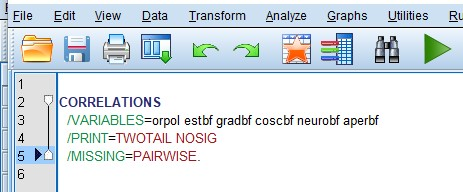 File Edit View Data Transform Analyze Graphs Utilities Ru
1
2 CORRELATIONS
3 /VARIABLES=orpol estbf gradbf coscbf neurobf aperbf
4 /PRINT=TWOTAIL NOSIG
5 /MISSING=PAIRWISE.
6